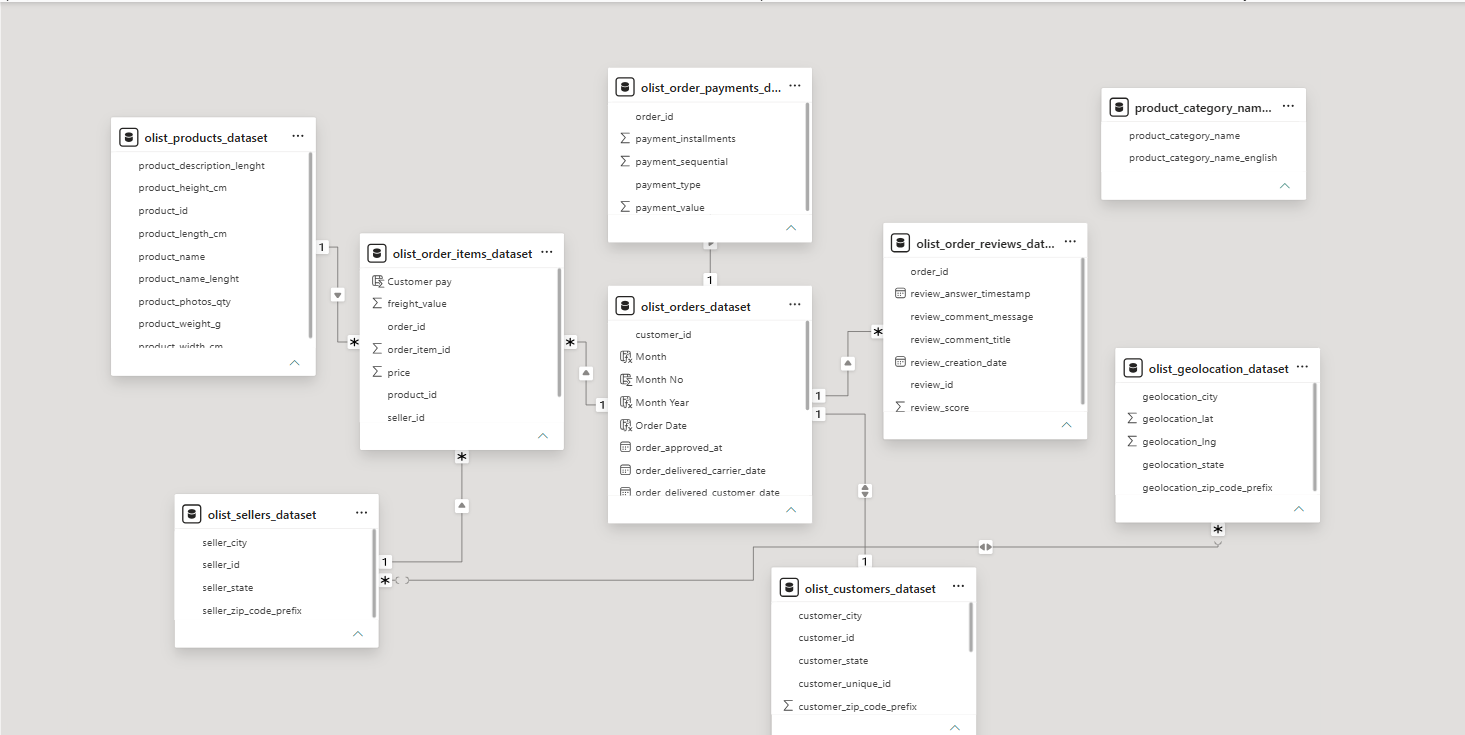 olist_products_dataset
product_description_lenght
product_height_cm
product_id
product_length_cm
product_name
product_name_lenght
product_photos_qty
product_weight_g
product_width_cm
olist_order_items_dataset
Customer pay
freight_value
order_id
order_item_id
price
product_id
seller_id
olist_order_payments_d...
order_id
payment_installments
payment_sequential
payment_type
payment_value
olist_orders_dataset
customer_id
Month
Month No
Month Year
Order Date
order_approved_at
order_delivered_carrier_date
order_delivered_customer_date
olist_order_reviews_dat...
order_id
review_answer_timestamp
review_comment_message
review_comment_title
review_creation_date
review_id
review_score
product_category_nam...
product_category_name
product_category_name_english
olist_geolocation_dataset
geolocation_city
geolocation_lat
geolocation_lng
geolocation_state
geolocation_zip_code_prefix
olist_sellers_dataset
seller_city
seller_id
seller_state
seller_zip_code_prefix
olist_customers_dataset
customer_city
customer_id
customer_state
customer_unique_id
customer_zip_code_prefix
1
*
*
1
1
1
*
1
1
*
1
*
*